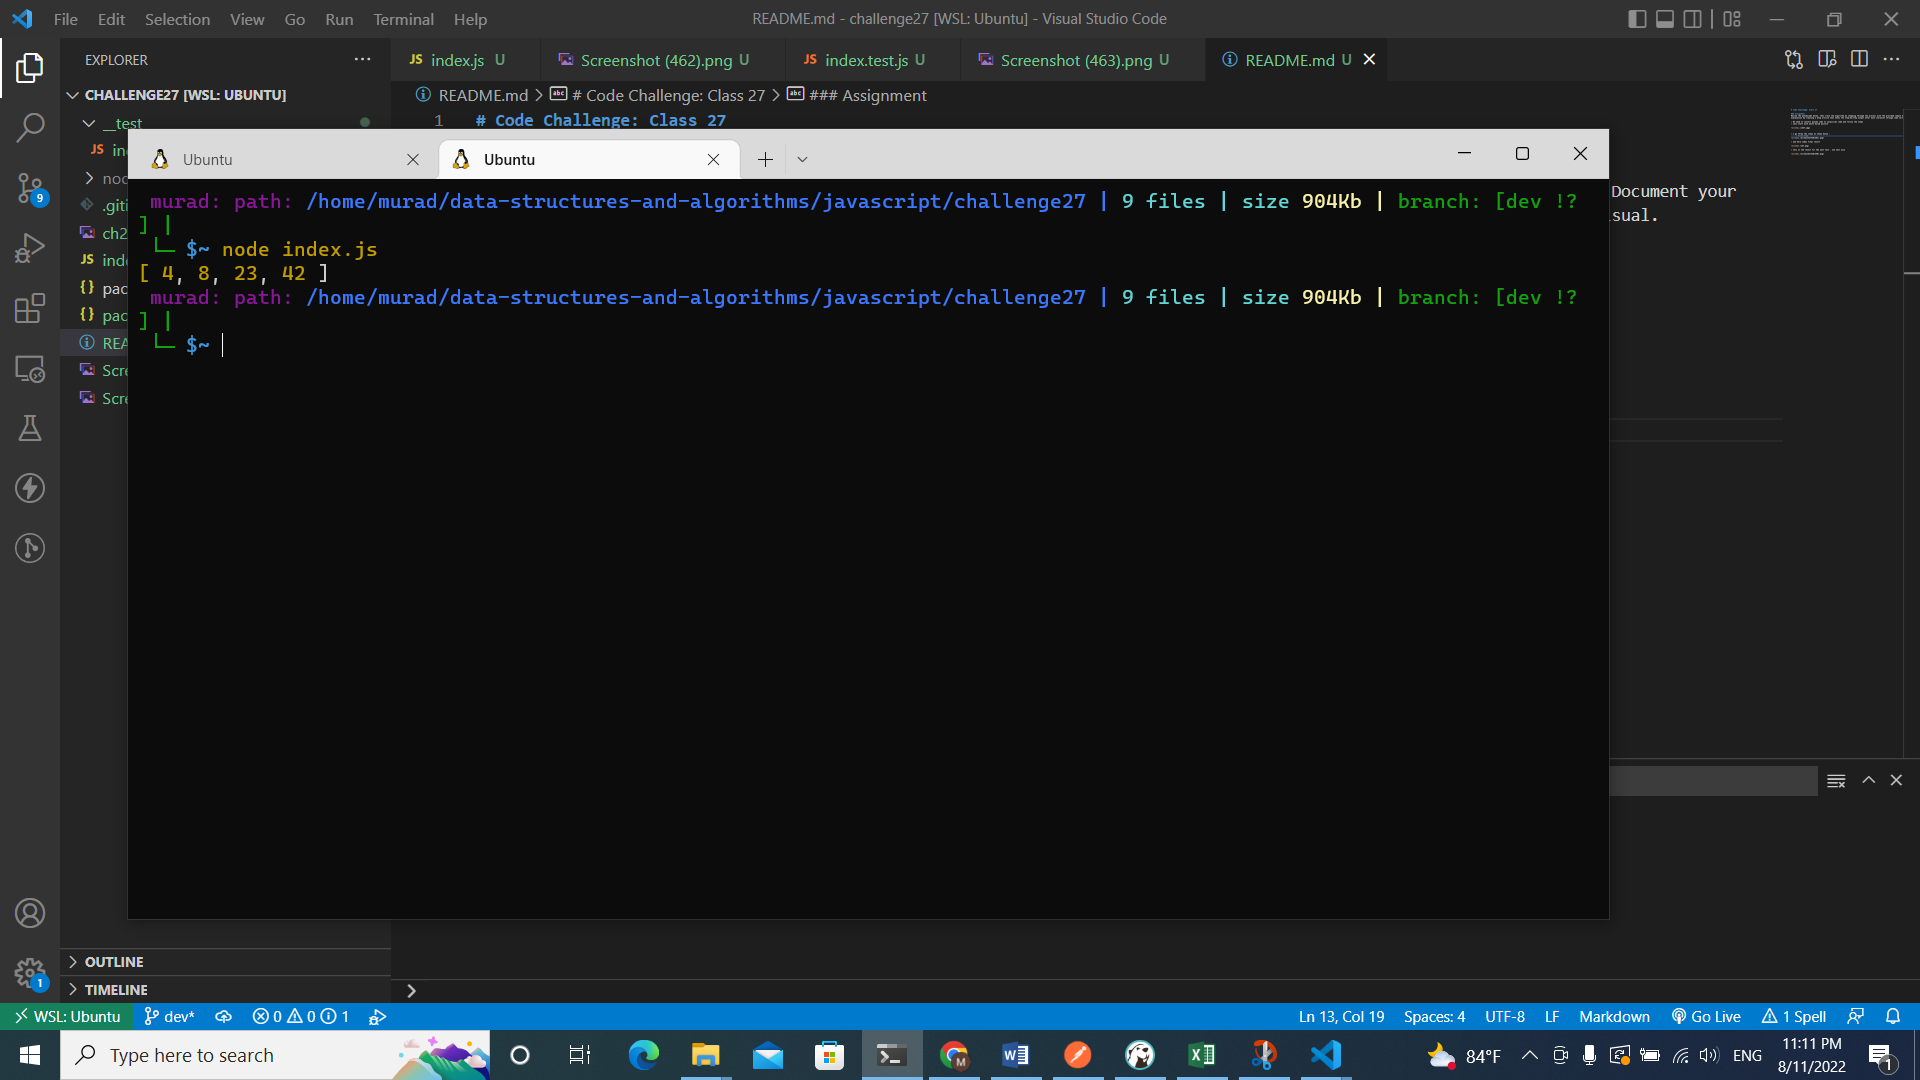 File Edit Selection View Go Run Terminal Help
README.md - challenge27 [WSL: Ubuntu] - Visual Studio Code
EXPLORER
JS index.js U
Screenshot (462).png U
JS index.test.js U
Screenshot (463).png U
README.md U
CHALLENGE27 [WSL: UBUNTU]
README.md > # Code Challenge: Class 27 > ### Assignment
__test
1 # Code Challenge: Class 27
JS in
noc
.giti
ch2
JS ind
{} pac
{} pac
REA
Scre
Scre
9
Ubuntu
Ubuntu
murad: path: /home/murad/data-structures-and-algorithms/javascript/challenge27 | 9 files | size 904Kb | branch: [dev !?
] |
└─ $~ node index.js
[ 4, 8, 23, 42 ]
murad: path: /home/murad/data-structures-and-algorithms/javascript/challenge27 | 9 files | size 904Kb | branch: [dev !?
] |
└─ $~
Document your
sual.
OUTLINE
1
TIMELINE
WSL: Ubuntu dev* 0 0 1
Ln 13, Col 19 Spaces: 4 UTF-8 LF Markdown Go Live 1 Spell
Type here to search
84°F
ENG
11:11 PM
8/11/2022
1